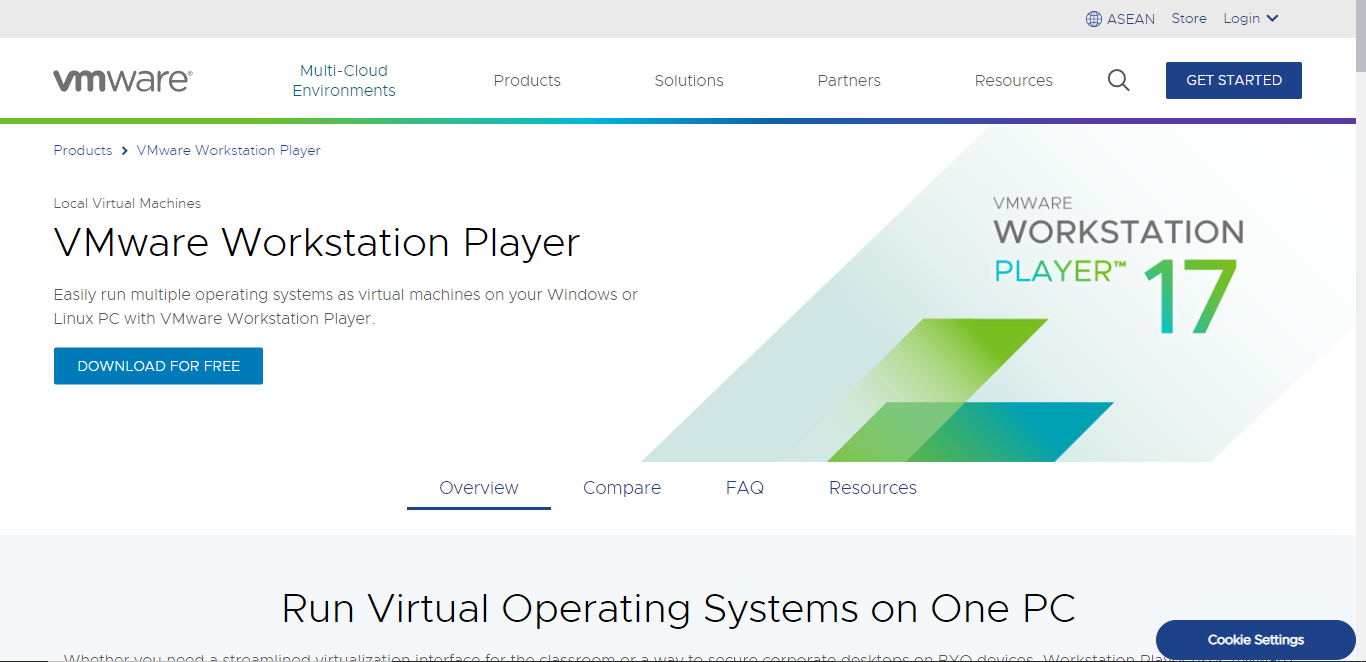 ASEAN Store Login
vmware®
Multi-Cloud
Environments
Products
Solutions
Partners
Resources
GET STARTED
Products > VMware Workstation Player
Local Virtual Machines
VMware Workstation Player
Easily run multiple operating systems as virtual machines on your Windows or
Linux PC with VMware Workstation Player.
DOWNLOAD FOR FREE
VMWARE
WORKSTATION
PLAYER™ 17
Overview
Compare
FAQ
Resources
Run Virtual Operating Systems on One PC
Cookie Settings
Whether you need a streamlined virtualization interface for the classroom or a way to secure corporate desktops on BYO devices, Workstation